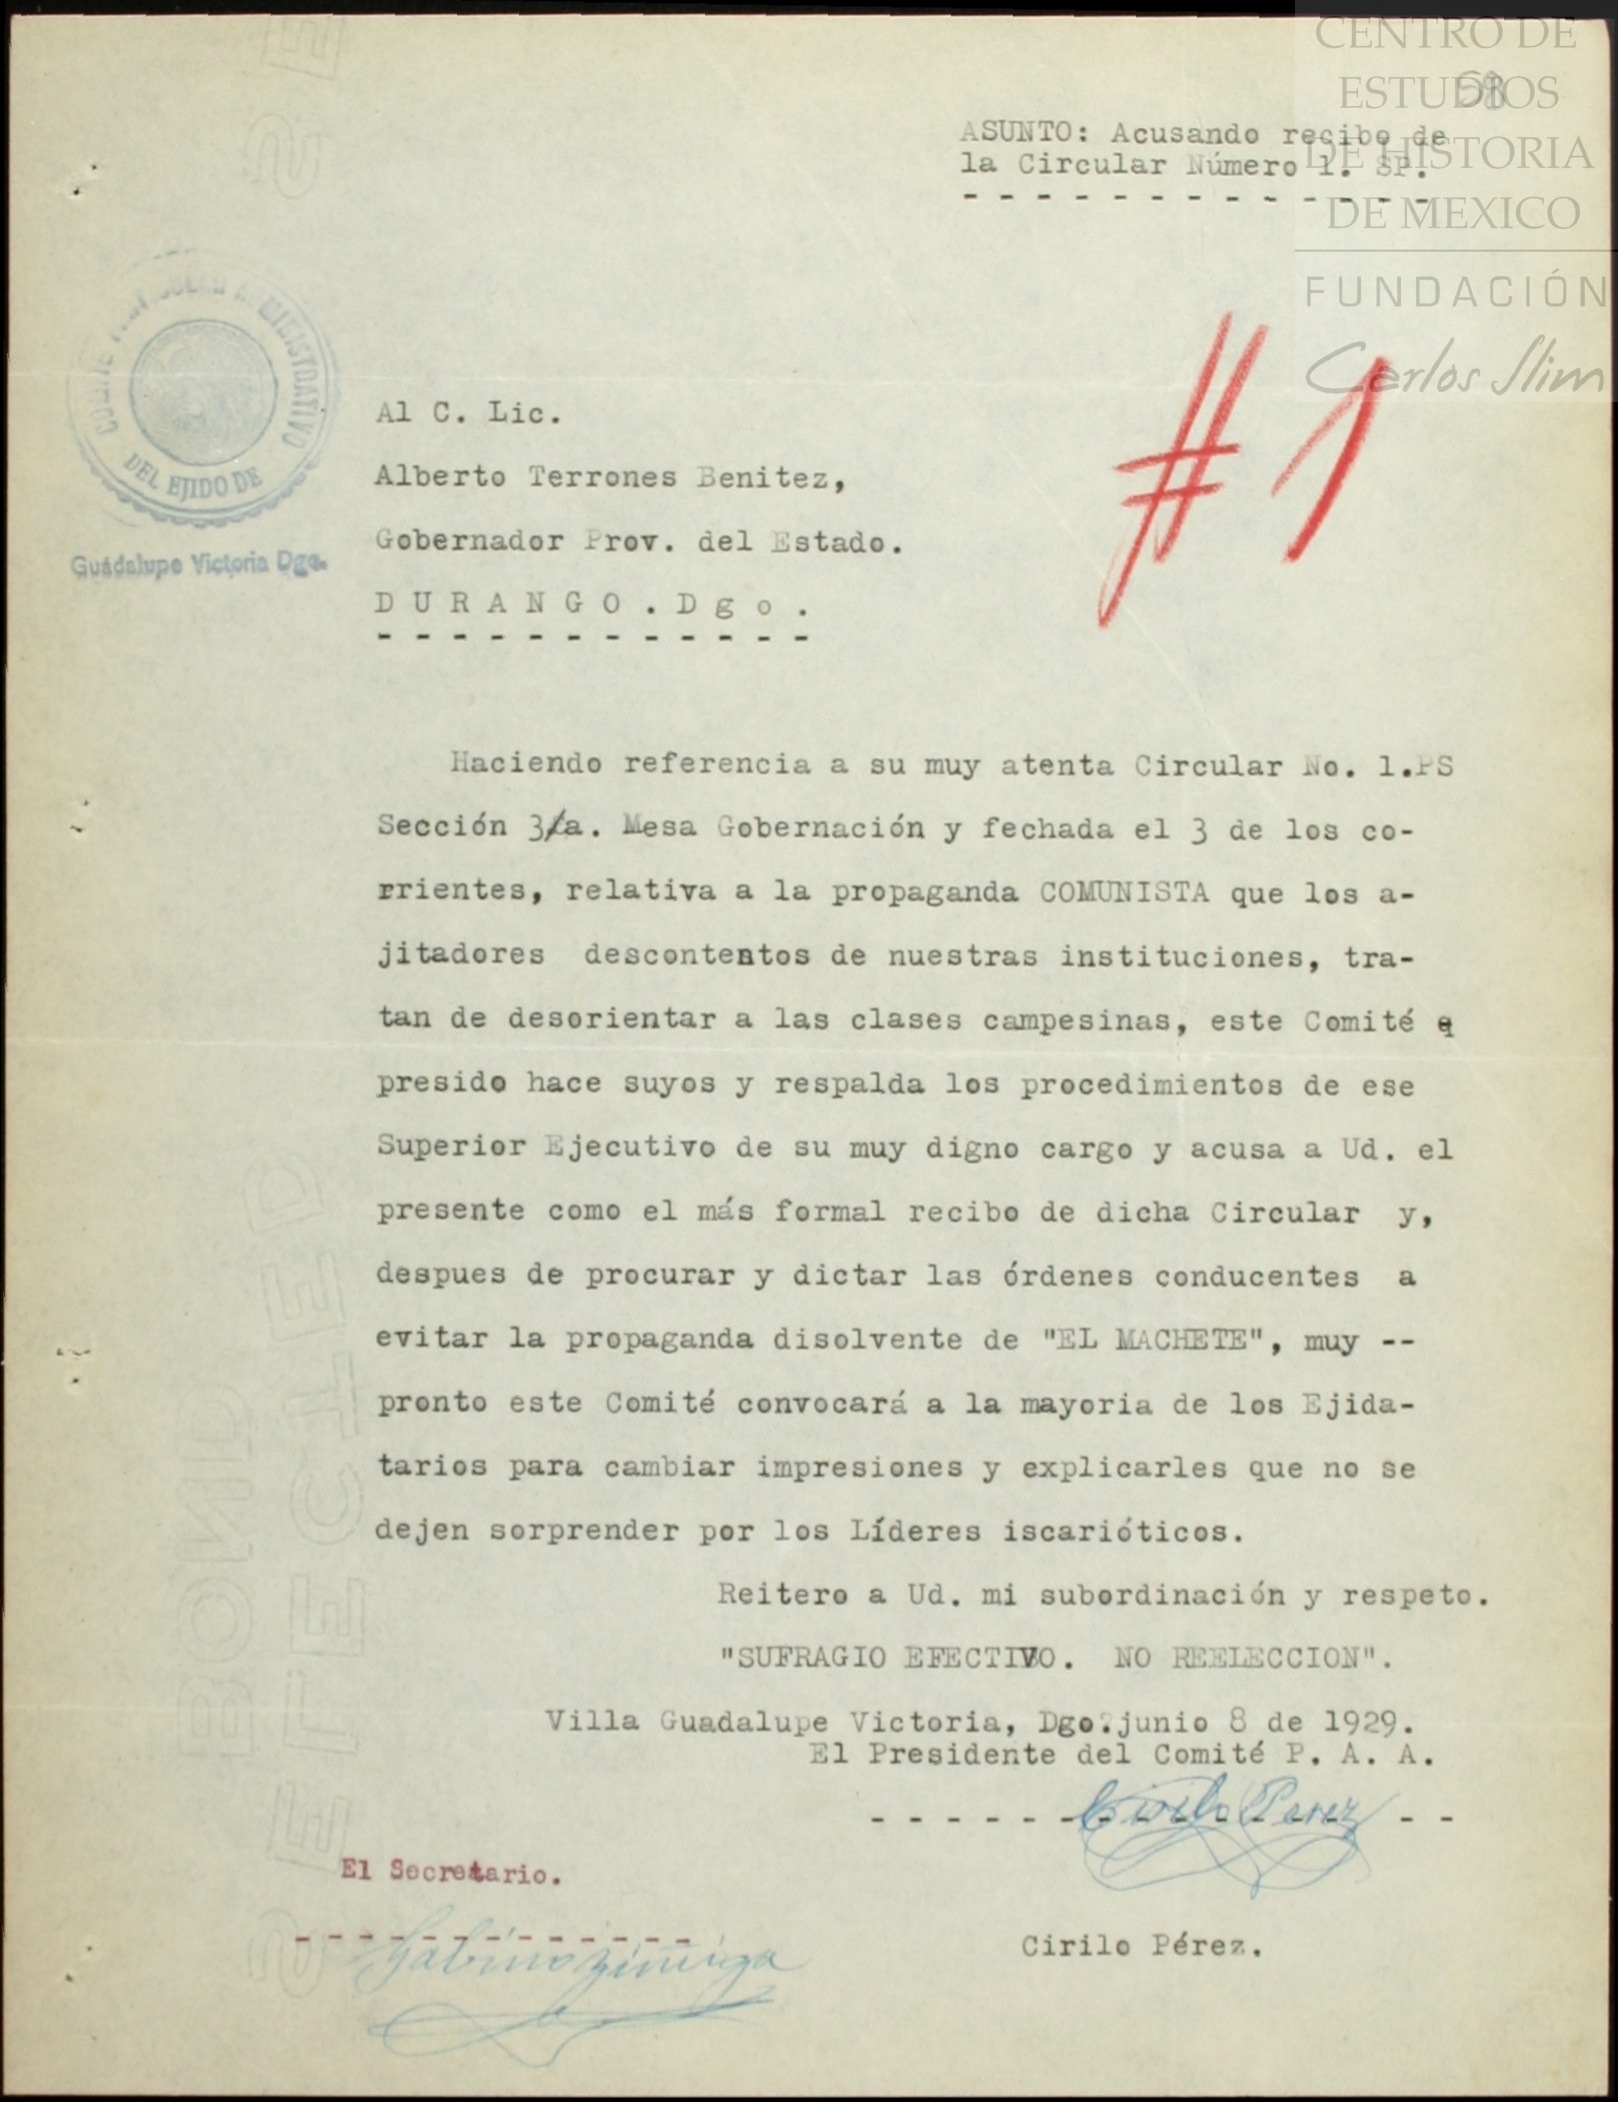 CENTRO DE
ESTUDIOS
DE HISTORIA
DE MEXICO
FUNDACIÓN
Carlos Slim
ASUNTO: Acusando recibo de
la Circular Número 1. SP.
# 1
ADMINISTRATIVO
DEL EJIDO DE
Guadalupe Victoria Dgo.
Al C. Lic.
Alberto Terrones Benitez,
Gobernador Prov. del Estado.
D U R A N G O . D g o .
Haciendo referencia a su muy atenta Circular No. 1.PS
Sección 3/a. Mesa Gobernación y fechada el 3 de los co-
rrientes, relativa a la propaganda COMUNISTA que los a-
jitadores descontentos de nuestras instituciones, tra-
tan de desorientar a las clases campesinas, este Comité q
presido hace suyos y respalda los procedimientos de ese
Superior Ejecutivo de su muy digno cargo y acusa a Ud. el
presente como el más formal recibo de dicha Circular y,
despues de procurar y dictar las órdenes conducentes a
evitar la propaganda disolvente de "EL MACHETE", muy --
pronto este Comité convocará a la mayoria de los Ejida-
tarios para cambiar impresiones y explicarles que no se
dejen sorprender por los Líderes iscarióticos.
Reitero a Ud. mi subordinación y respeto.
"SUFRAGIO EFECTIVO. NO REELECCION".
Villa Guadalupe Victoria, Dgo. junio 8 de 1929.
El Presidente del Comité P. A. A.
Cirilo Perez
El Secretario.
Gabino
Cirilo Pérez.
BOND